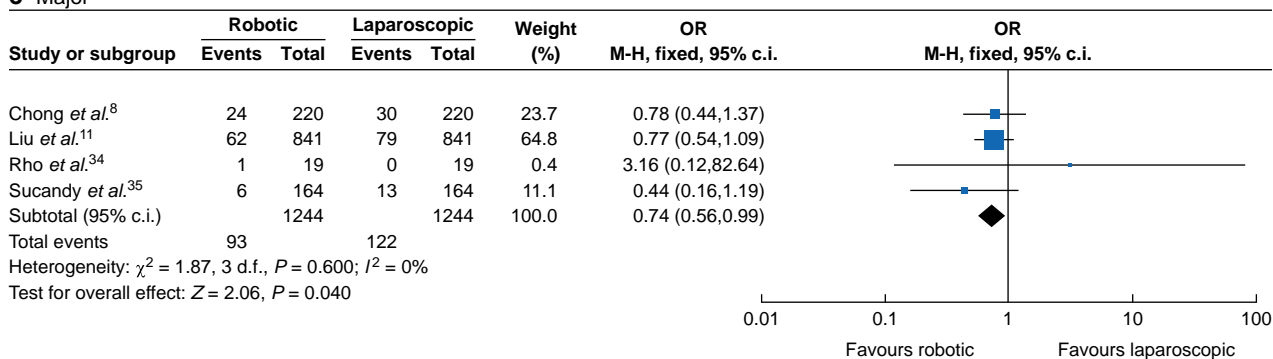 Major
Robotic Laparoscopic Weight OR OR
Study or subgroup Events Total Events Total (%) M-H, fixed, 95% c.i. M-H, fixed, 95% c.i.
Chong et al.⁸ 24 220 30 220 23.7 0.78 (0.44,1.37)
Liu et al.¹¹ 62 841 79 841 64.8 0.77 (0.54,1.09)
Rho et al.³⁴ 1 19 0 19 0.4 3.16 (0.12,82.64)
Sucandy et al.³⁵ 6 164 13 164 11.1 0.44 (0.16,1.19)
Subtotal (95% c.i.) 1244 1244 100.0 0.74 (0.56,0.99)
Total events 93 122
Heterogeneity: χ² = 1.87, 3 d.f., P = 0.600; I² = 0%
Test for overall effect: Z = 2.06, P = 0.040
0.01 0.1 1 10 100
Favours robotic Favours laparoscopic